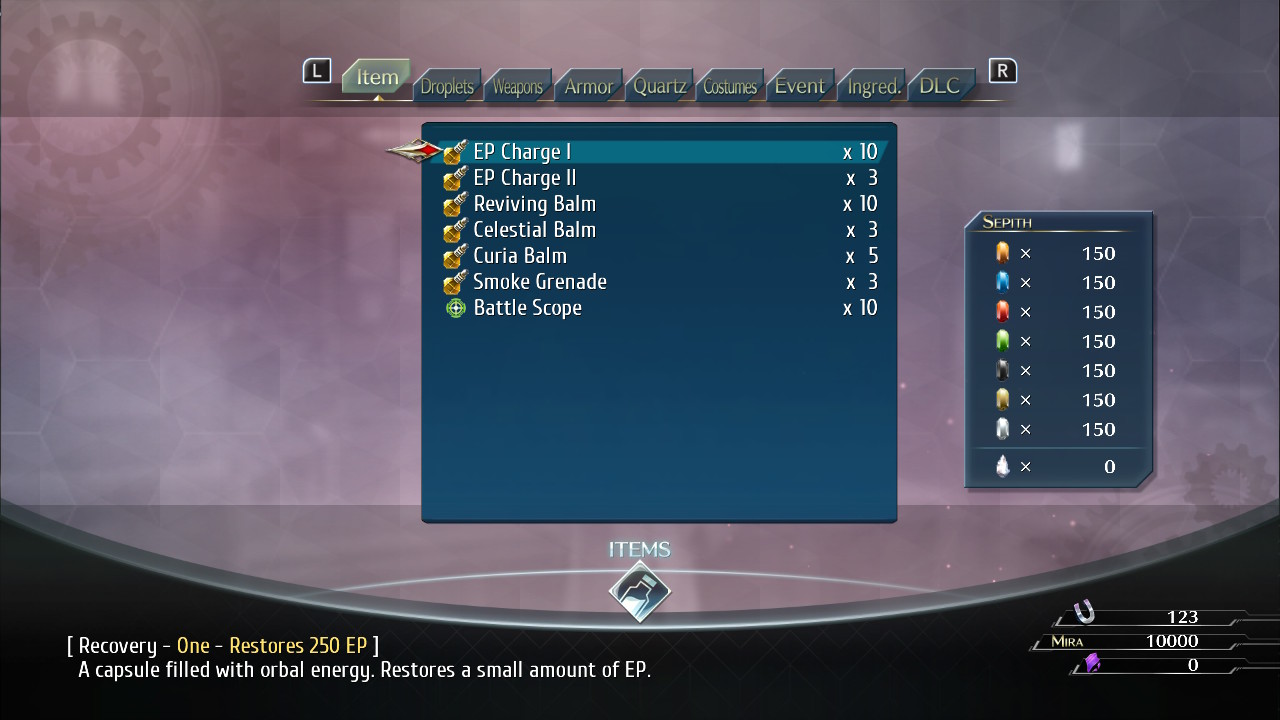 L Item Droplets Weapons Armor Quartz Costumes Event Ingred. DLC R
EP Charge I x 10
EP Charge II x 3
Reviving Balm x 10
Celestial Balm x 3
Curia Balm x 5
Smoke Grenade x 3
Battle Scope x 10
SEPITH
× 150
× 150
× 150
× 150
× 150
× 150
× 150
× 0
ITEMS
[ Recovery - One - Restores 250 EP ]
A capsule filled with orbal energy. Restores a small amount of EP.
123
MIRA 10000
0